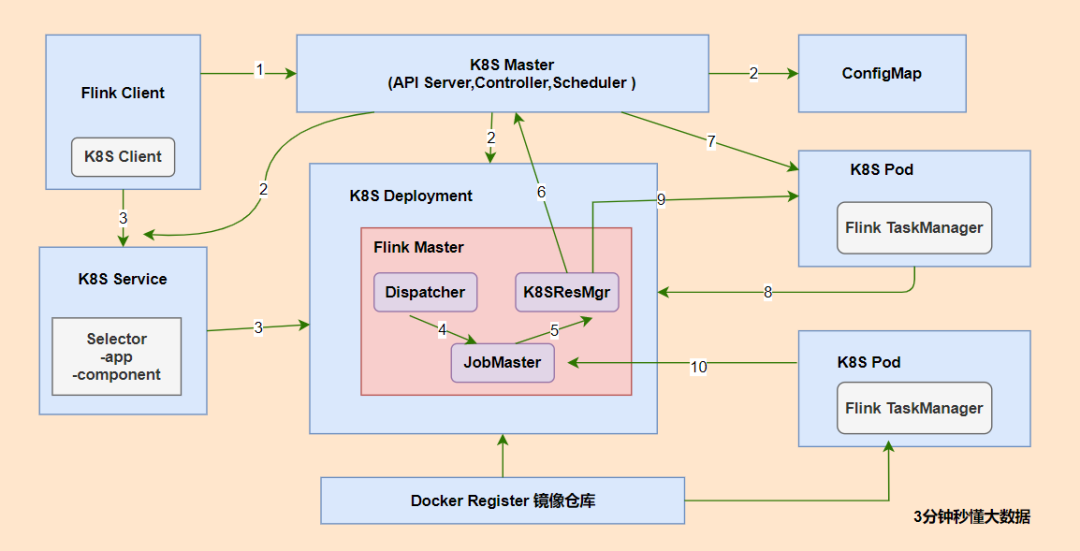 Flink Client
K8S Client
1
K8S Master
(API Server,Controller,Scheduler )
2
ConfigMap
2
2
7
3
K8S Service
Selector
-app
-component
3
K8S Deployment
Flink Master
Dispatcher
K8SResMgr
4
5
JobMaster
6
9
K8S Pod
Flink TaskManager
8
10
K8S Pod
Flink TaskManager
Docker Register 镜像仓库
3分钟秒懂大数据